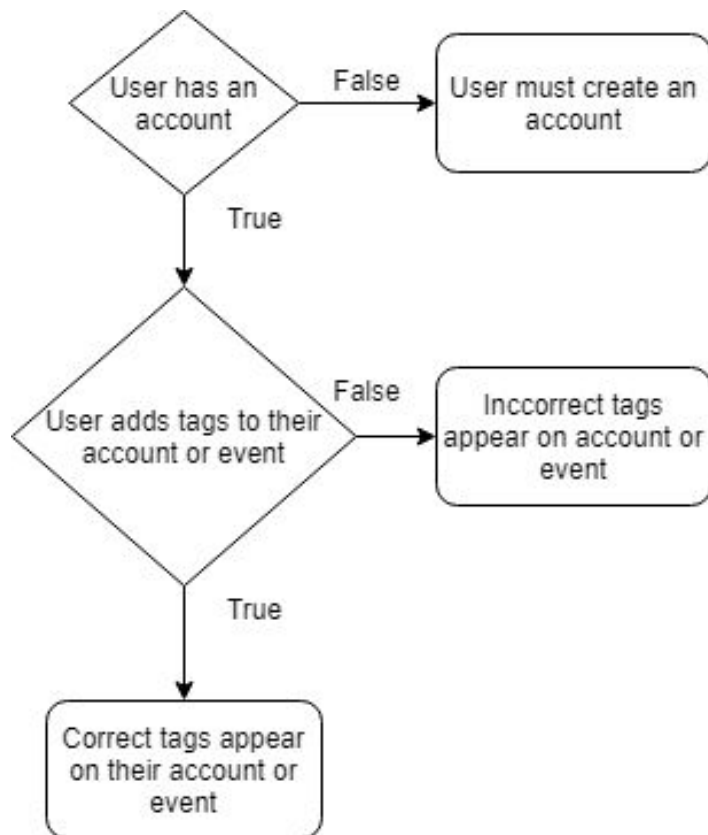 User has an
account
False
User must create an
account
True
User adds tags to their
account or event
False
Inccorrect tags
appear on account or
event
True
Correct tags appear
on their account or
event